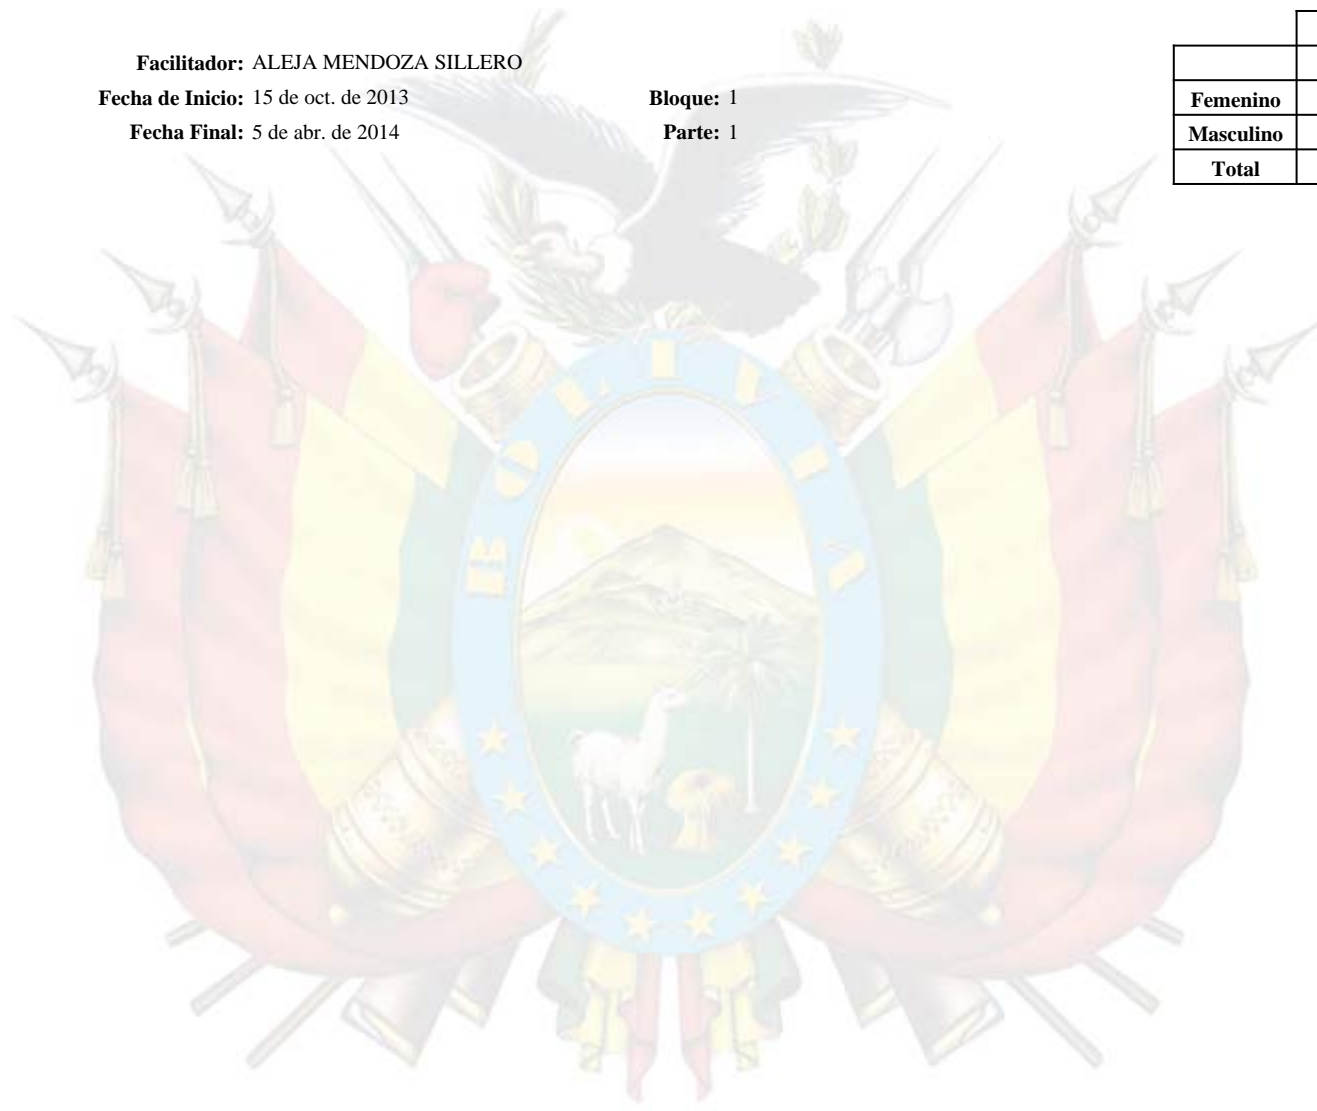 Facilitador: ALEJA MENDOZA SILLERO
Fecha de Inicio: 15 de oct. de 2013 Bloque: 1
Fecha Final: 5 de abr. de 2014 Parte: 1
Femenino
Masculino
Total
BOLIVIA